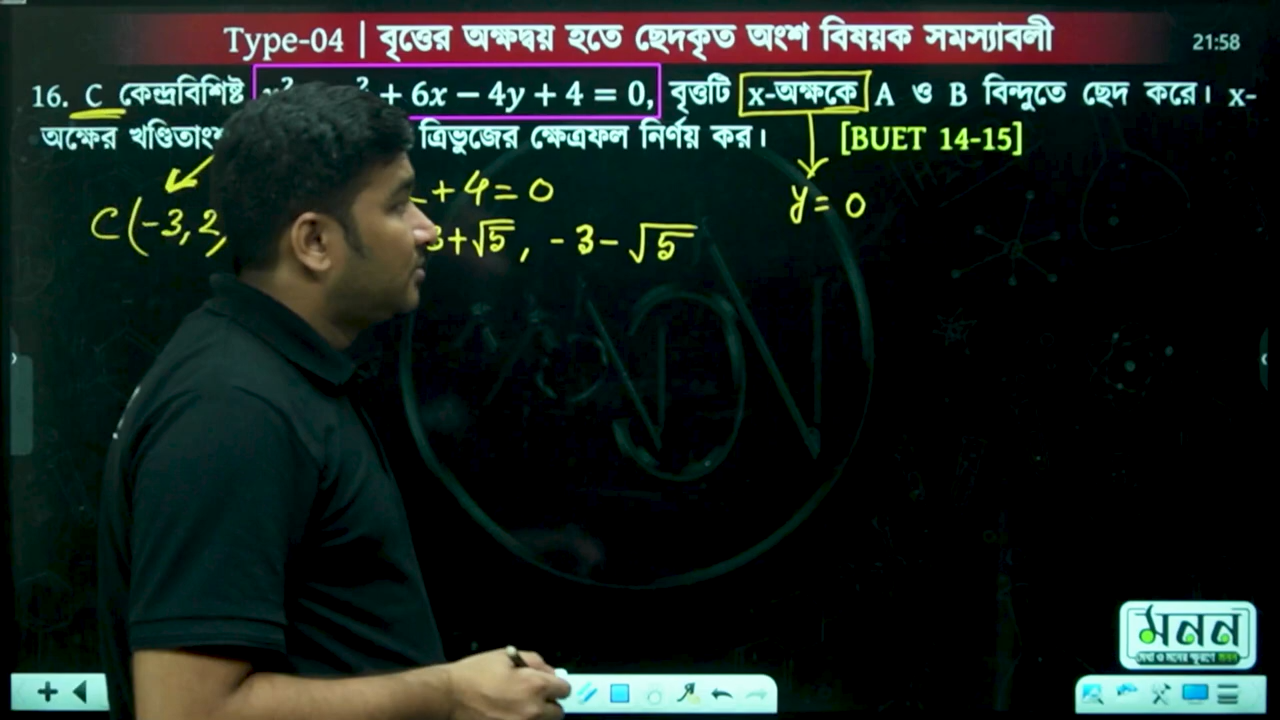 Type-04 | বৃত্তের অক্ষদ্বয় হতে ছেদকৃত অংশ বিষয়ক সমস্যাবলী
21:58
16. C কেন্দ্রবিশিষ্ট + 6x − 4y + 4 = 0, বৃত্তটি x-অক্ষকে A ও B বিন্দুতে ছেদ করে। x-
অক্ষের ত্রিভুজের ক্ষেত্রফল নির্ণয় কর। [BUET 14-15]
+ 4 = 0
y = 0
C(-3, 2,
3+√5, -3-√5
মনন